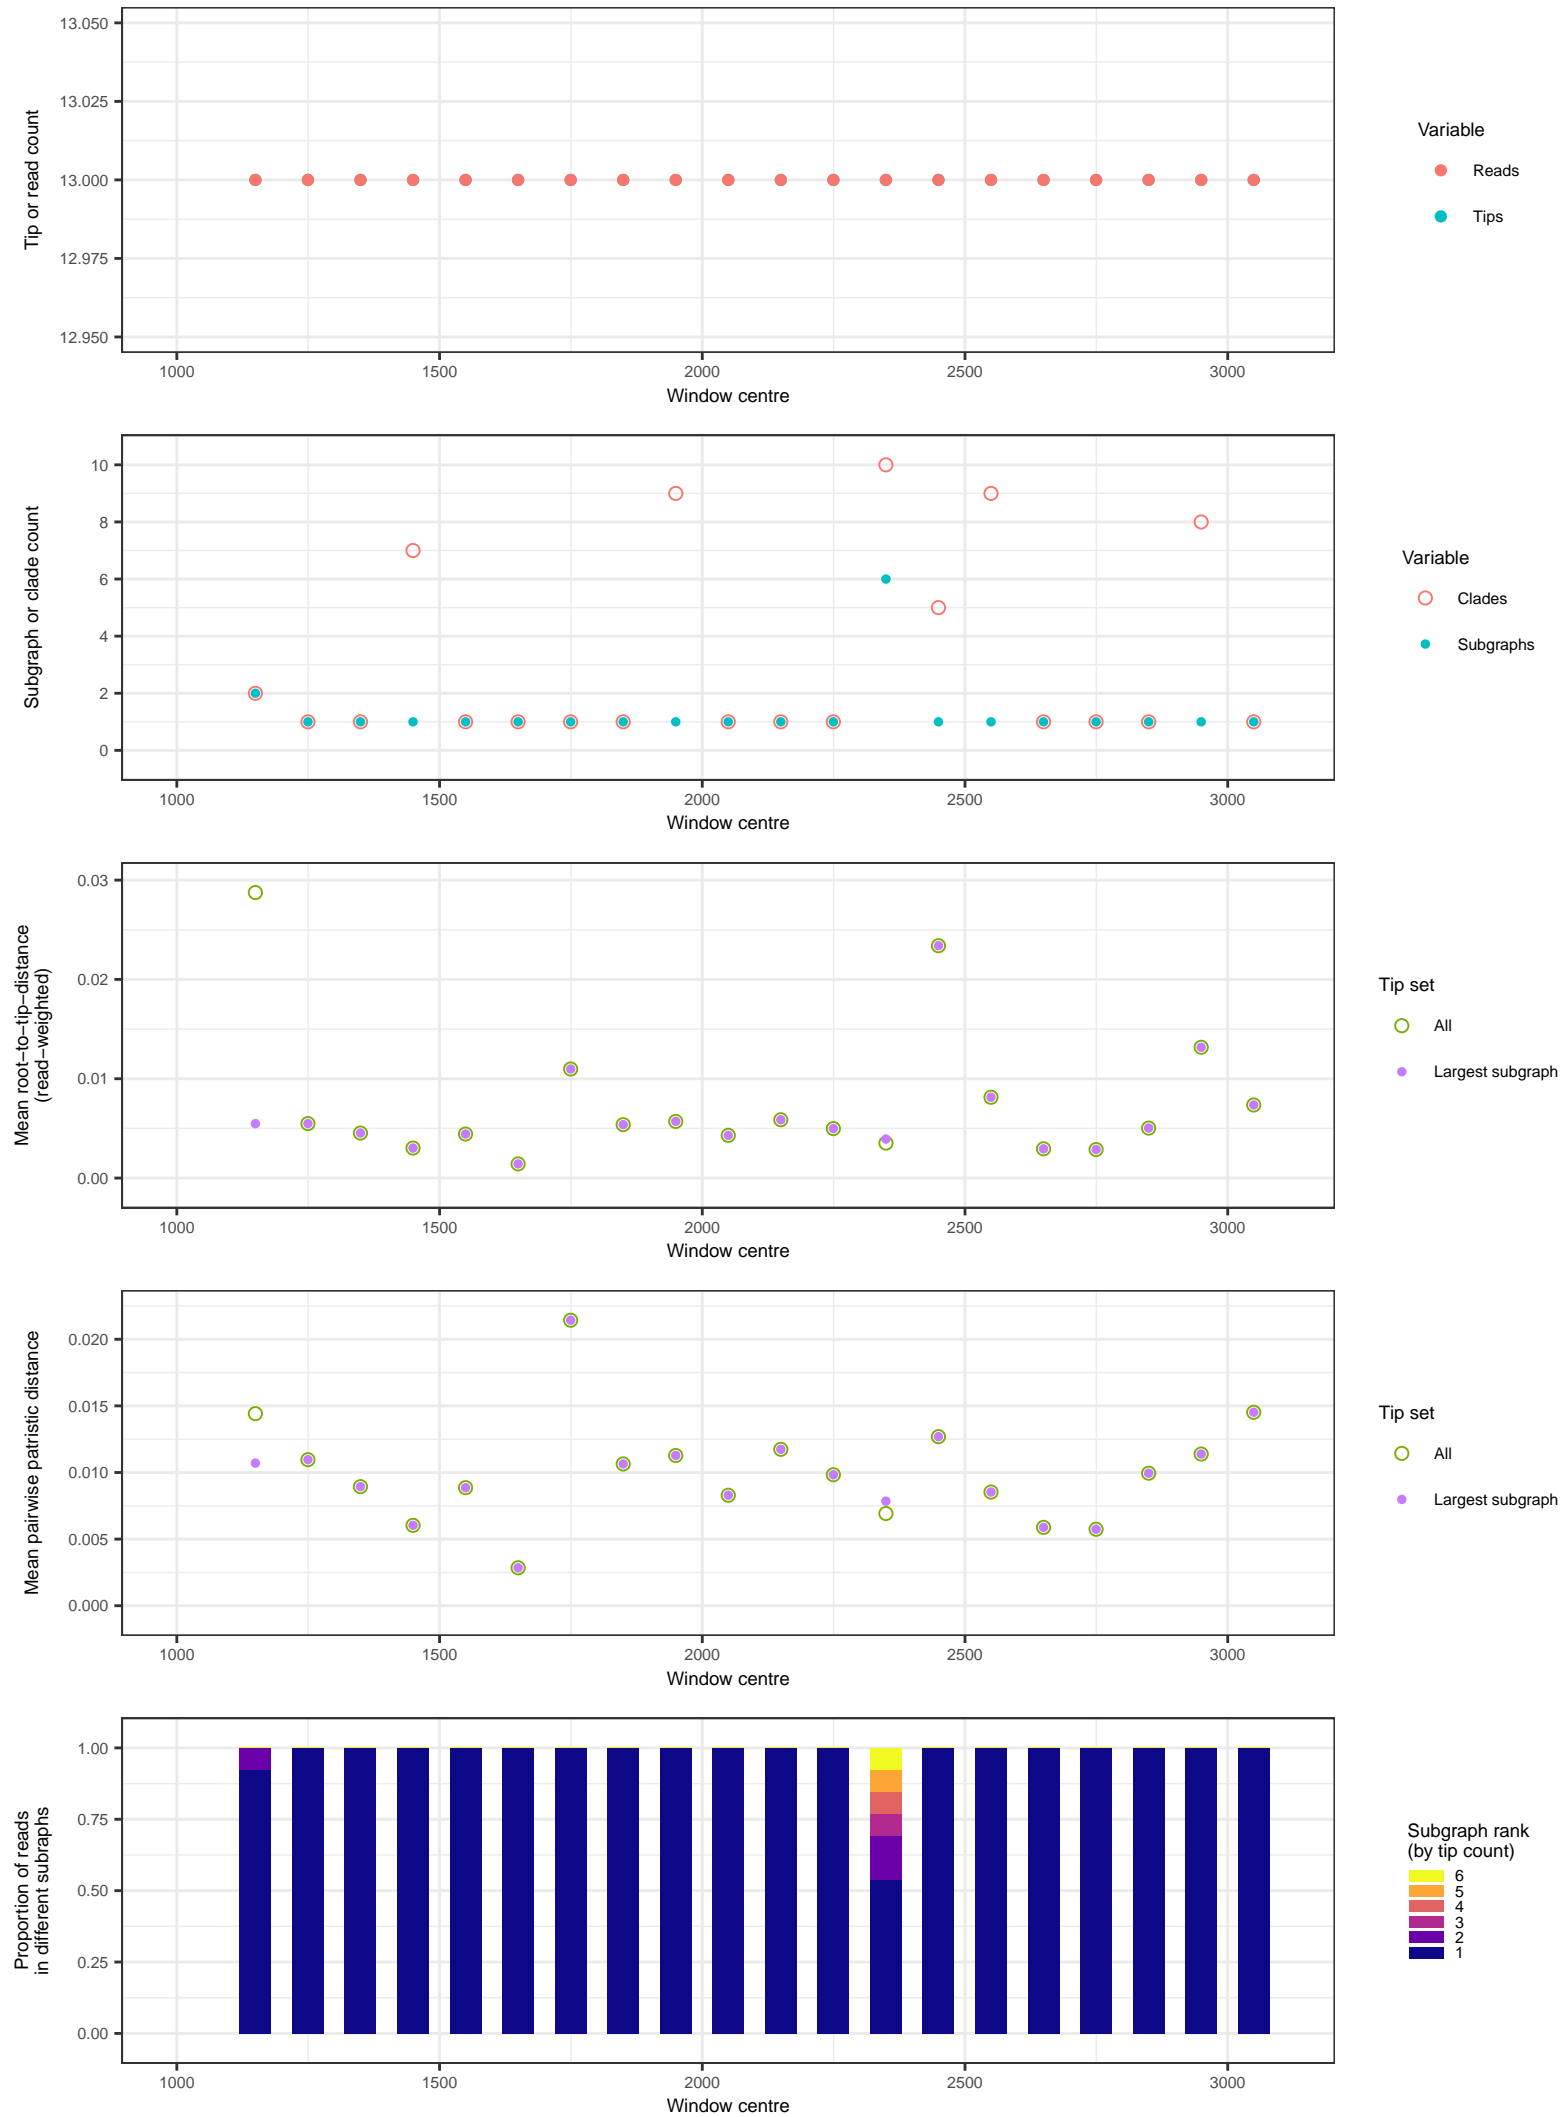 13.050
13.025
13.000
12.975
12.950
Tip or read count
1000 1500 2000 2500 3000
Window centre
Variable
Reads
Tips
10
8
6
4
2
0
Subgraph or clade count
1000 1500 2000 2500 3000
Window centre
Variable
Clades
Subgraphs
0.03
0.02
0.01
0.00
Mean root−to−tip−distance
(read−weighted)
1000 1500 2000 2500 3000
Window centre
Tip set
All
Largest subgraph
0.020
0.015
0.010
0.005
0.000
Mean pairwise patristic distance
1000 1500 2000 2500 3000
Window centre
Tip set
All
Largest subgraph
1.00
0.75
0.50
0.25
0.00
Proportion of reads
in different subraphs
1000 1500 2000 2500 3000
Window centre
Subgraph rank
(by tip count)
6
5
4
3
2
1